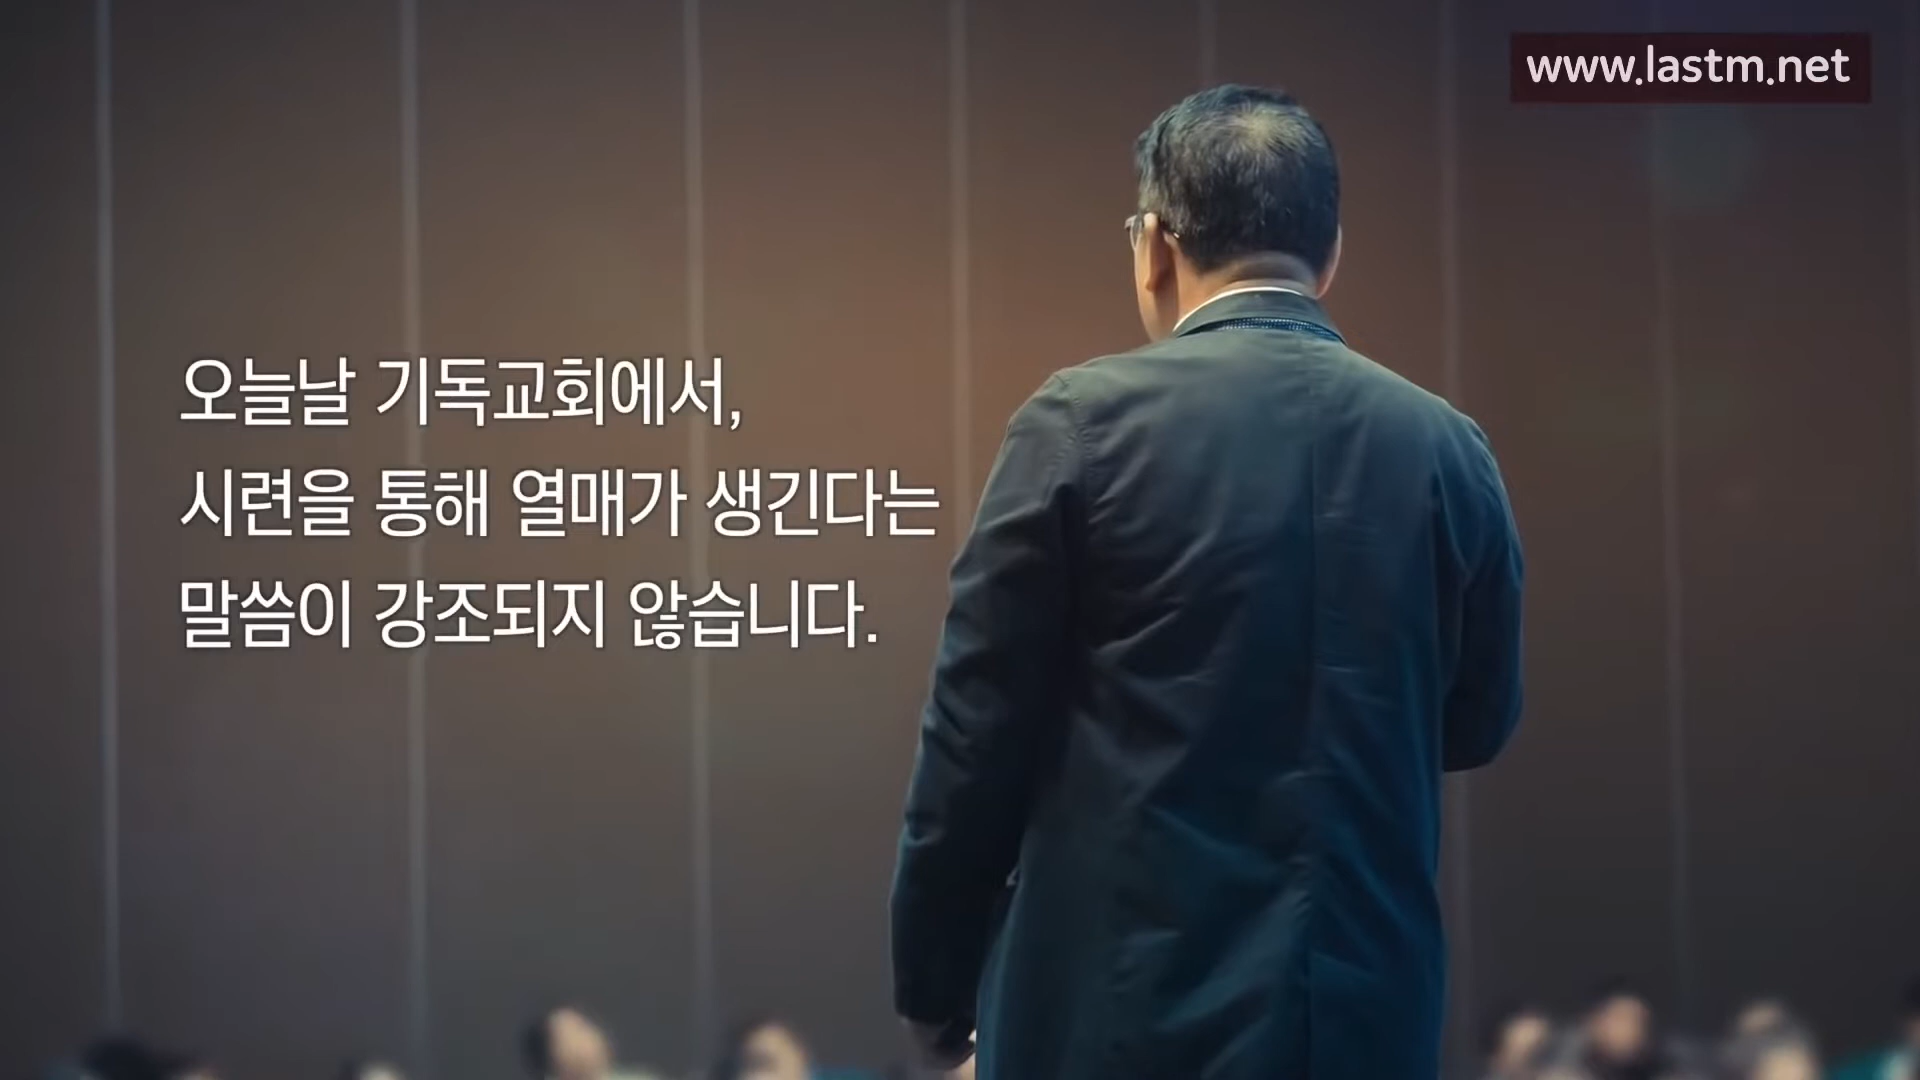 www.lastm.net
오늘날 기독교회에서,
시련을 통해 열매가 생긴다는
말씀이 강조되지 않습니다.